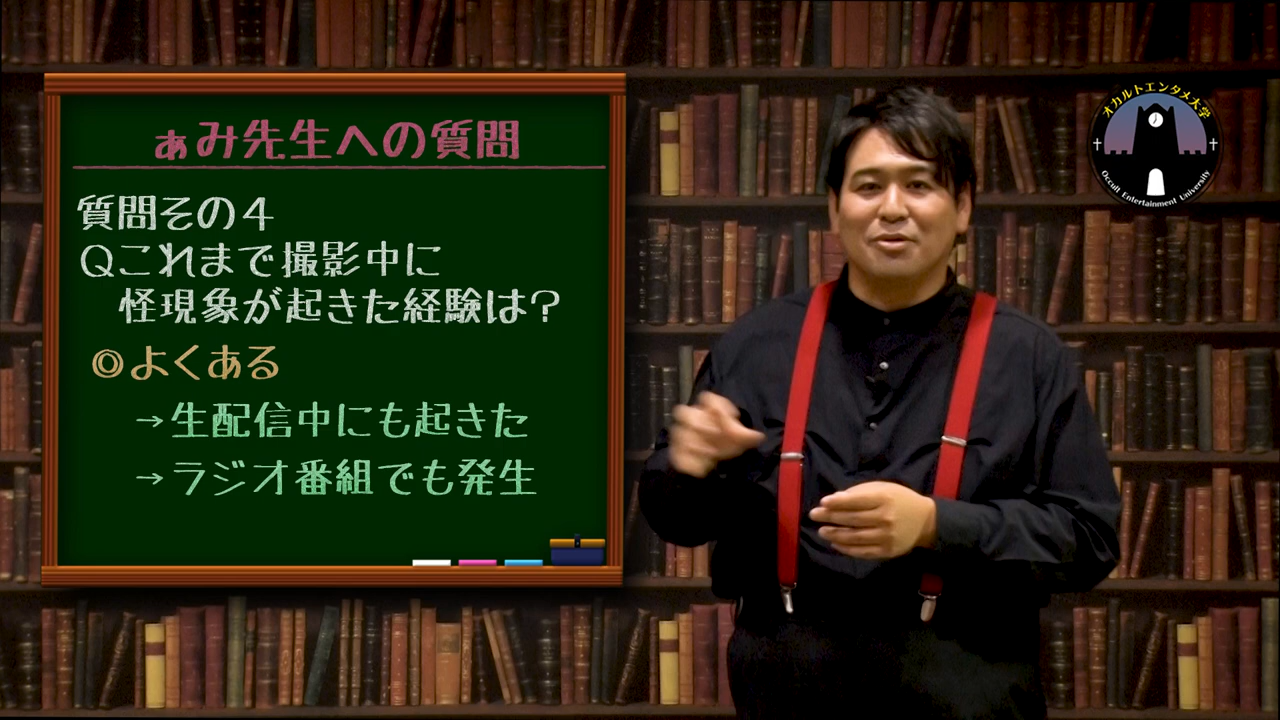 ぁみ先生への質問
質問その4
Qこれまで撮影中に
怪現象が起きた経験は?
◎よくある
→生配信中にも起きた
→ラジオ番組でも発生
オカルトエンタメ大学
Occult Entertainment University